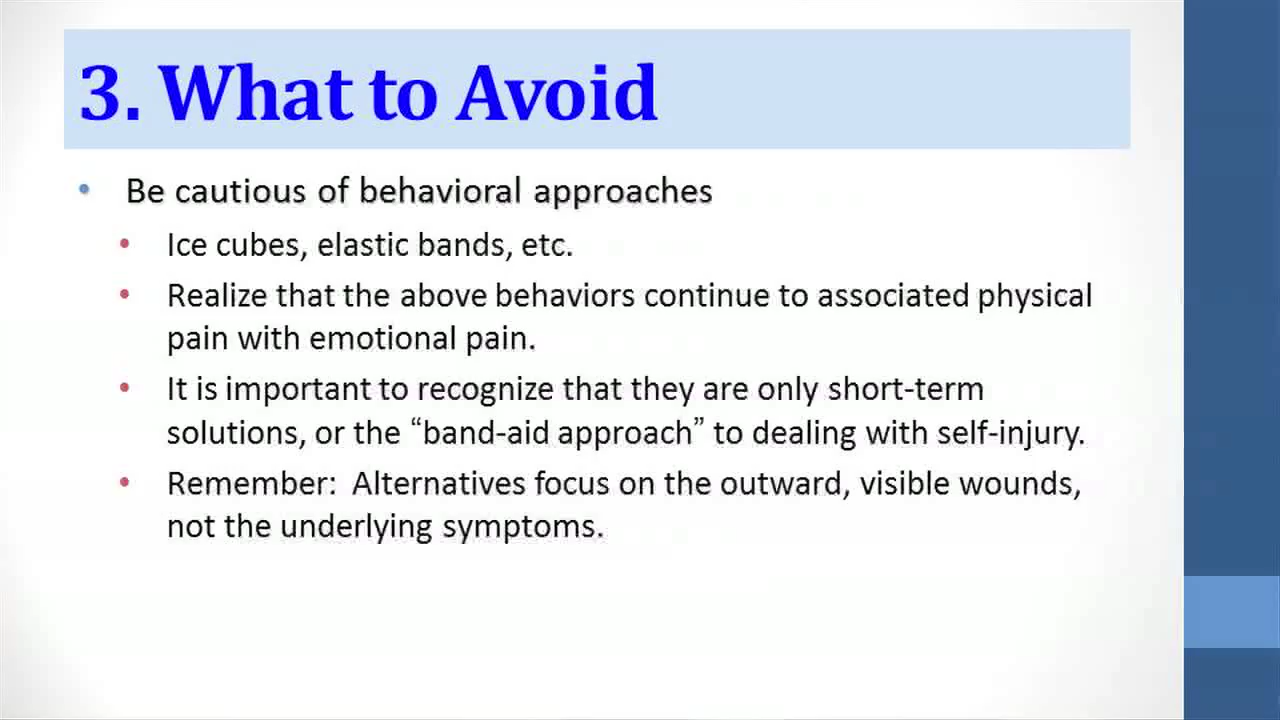 3. What to Avoid
• Be cautious of behavioral approaches
• Ice cubes, elastic bands, etc.
• Realize that the above behaviors continue to associated physical
pain with emotional pain.
• It is important to recognize that they are only short-term
solutions, or the “band-aid approach” to dealing with self-injury.
• Remember:  Alternatives focus on the outward, visible wounds,
not the underlying symptoms.